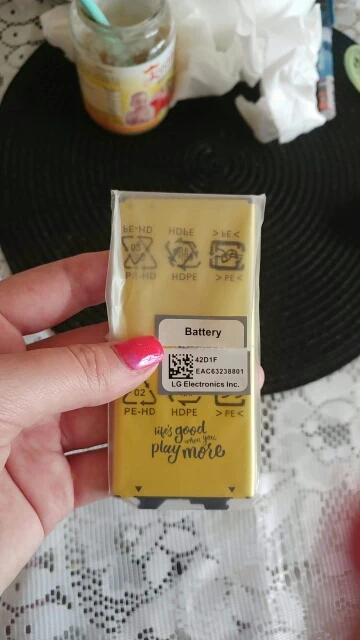 PE-HD HDPE > PE <
02
PE-HD HDPE > PE <
Battery
42D1F
EAC63238801
LG Electronics Inc.
02
PE-HD HDPE > PE <
life's good
when you
play more